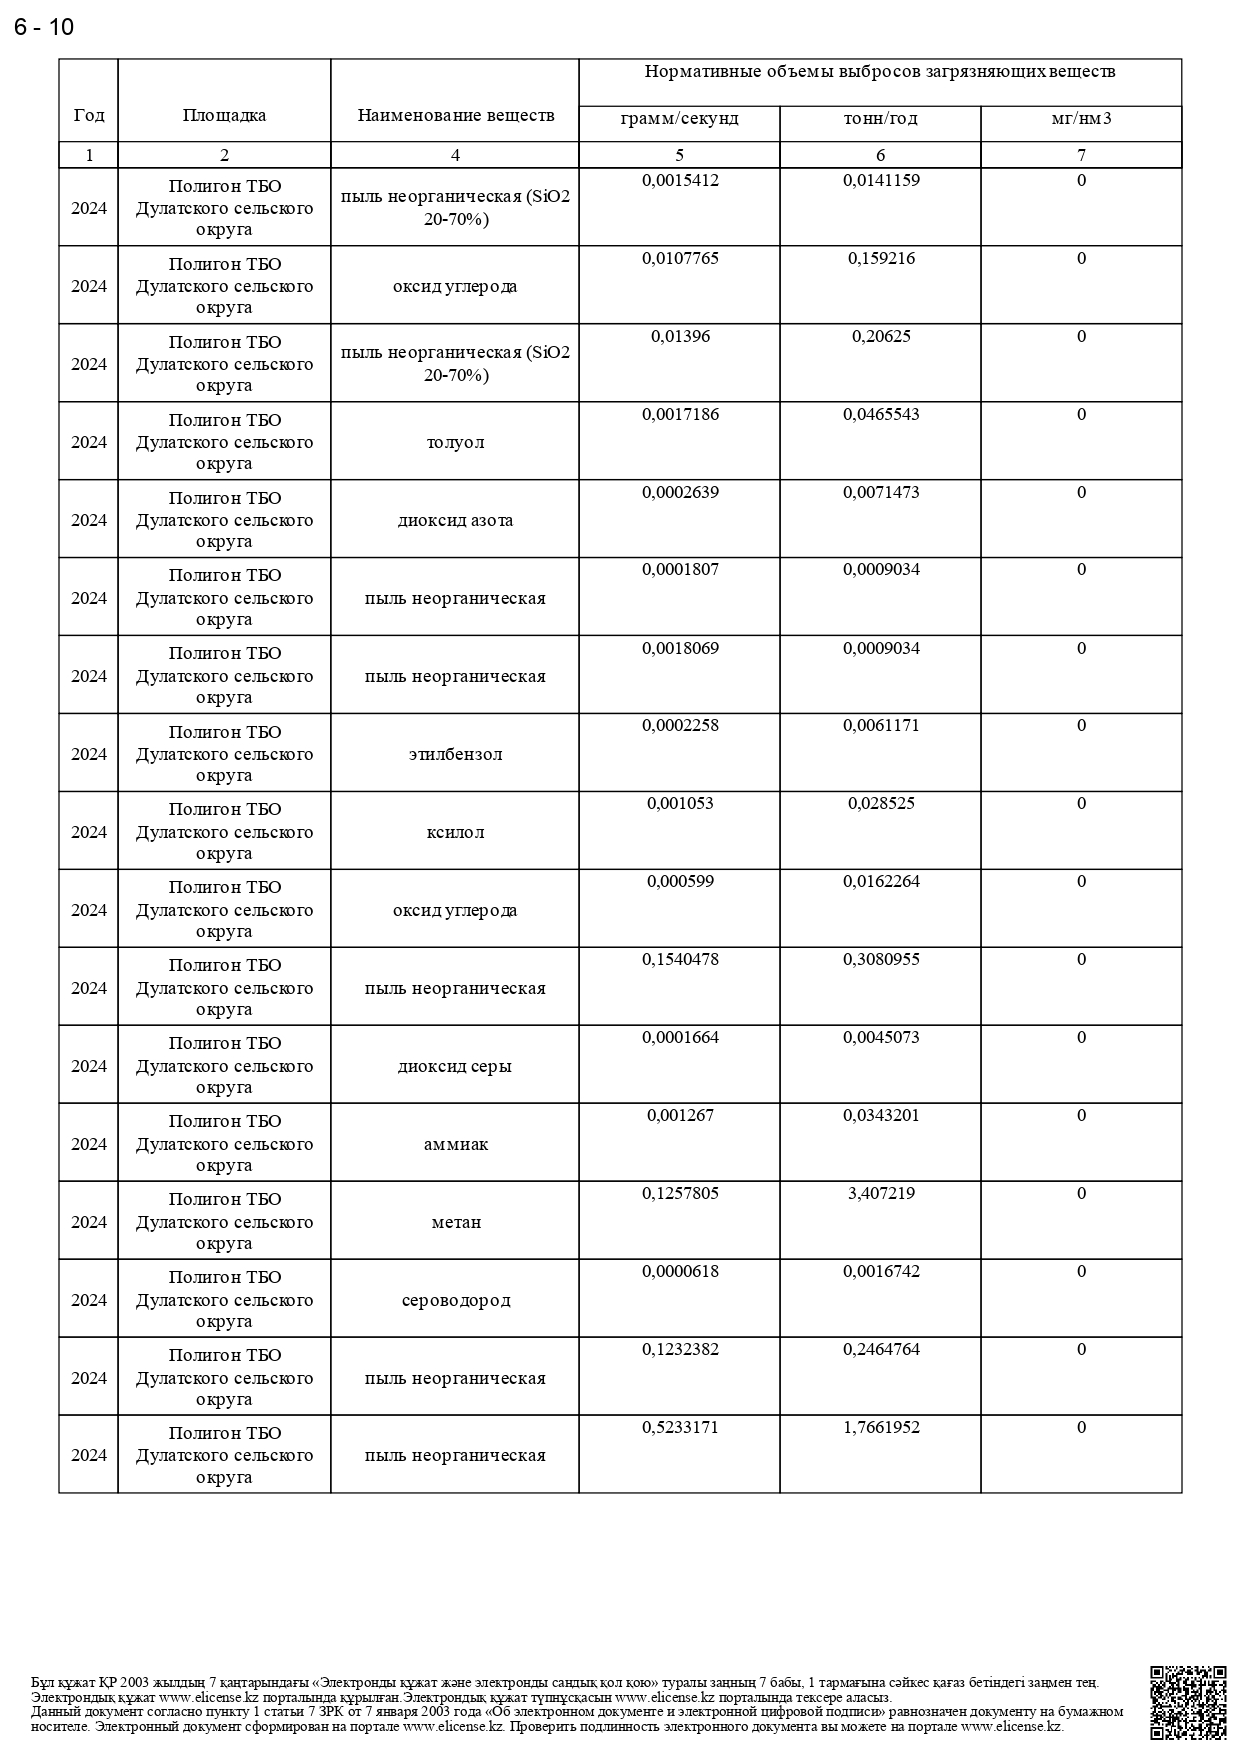 6 - 10
Нормативные объемы выбросов загрязняющих веществ
Год Площадка Наименование веществ
грамм/секунд тонн/год мг/нм3
1 2 4 5 6 7
2024 Полигон ТБО Дулатского сельского округа пыль неорганическая (SiO2 20-70%) 0,0015412 0,0141159 0
2024 Полигон ТБО Дулатского сельского округа оксид углерода 0,0107765 0,159216 0
2024 Полигон ТБО Дулатского сельского округа пыль неорганическая (SiO2 20-70%) 0,01396 0,20625 0
2024 Полигон ТБО Дулатского сельского округа толуол 0,0017186 0,0465543 0
2024 Полигон ТБО Дулатского сельского округа диоксид азота 0,0002639 0,0071473 0
2024 Полигон ТБО Дулатского сельского округа пыль неорганическая 0,0001807 0,0009034 0
2024 Полигон ТБО Дулатского сельского округа пыль неорганическая 0,0018069 0,0009034 0
2024 Полигон ТБО Дулатского сельского округа этилбензол 0,0002258 0,0061171 0
2024 Полигон ТБО Дулатского сельского округа ксилол 0,001053 0,028525 0
2024 Полигон ТБО Дулатского сельского округа оксид углерода 0,000599 0,0162264 0
2024 Полигон ТБО Дулатского сельского округа пыль неорганическая 0,1540478 0,3080955 0
2024 Полигон ТБО Дулатского сельского округа диоксид серы 0,0001664 0,0045073 0
2024 Полигон ТБО Дулатского сельского округа аммиак 0,001267 0,0343201 0
2024 Полигон ТБО Дулатского сельского округа метан 0,1257805 3,407219 0
2024 Полигон ТБО Дулатского сельского округа сероводород 0,0000618 0,0016742 0
2024 Полигон ТБО Дулатского сельского округа пыль неорганическая 0,1232382 0,2464764 0
2024 Полигон ТБО Дулатского сельского округа пыль неорганическая 0,5233171 1,7661952 0
Бұл құжат ҚР 2003 жылдың 7 қаңтарындағы «Электронды құжат және электронды сандық қол қою» туралы заңның 7 бабы, 1 тармағына сәйкес қағаз бетіндегі заңмен тең.
Электрондық құжат www.elicense.kz порталында құрылған.Электрондық құжат түпнұсқасын www.elicense.kz порталында тексере аласыз.
Данный документ согласно пункту 1 статьи 7 ЗРК от 7 января 2003 года «Об электронном документе и электронной цифровой подписи» равнозначен документу на бумажном
носителе. Электронный документ сформирован на портале www.elicense.kz. Проверить подлинность электронного документа вы можете на портале www.elicense.kz.